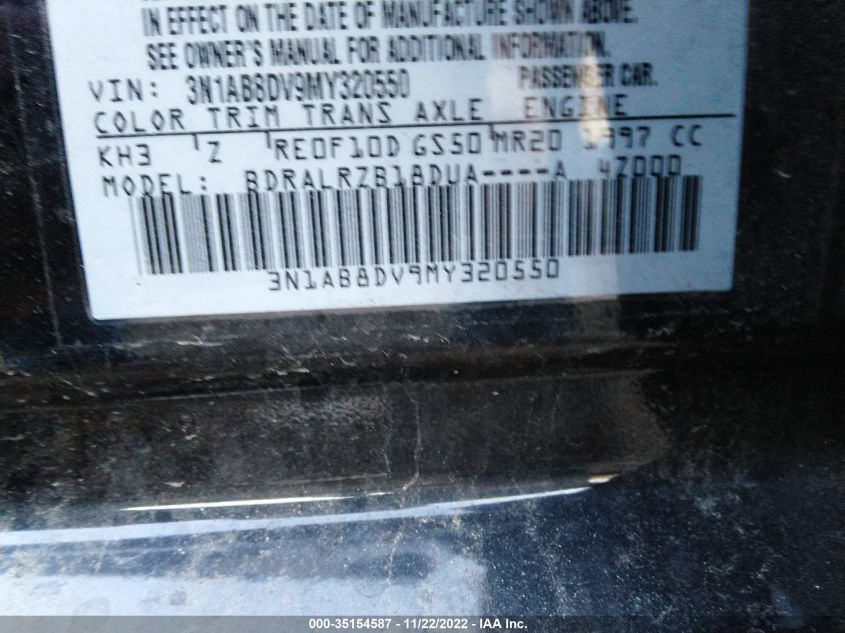 IN EFFECT ON THE DATE OF MANUFACTURE SHOWN ABOVE.
SEE OWNER'S MANUAL FOR ADDITIONAL INFORMATION.
VIN: 3N1AB8DV9MY320550 PASSENGER CAR.
COLOR TRIM TRANS AXLE ENGINE
KH3 Z RE0F10D GS50 MR20 1997 CC
MODEL: BDRALRZB18DUA----A 4Z000
3N1AB8DV9MY320550
000-35154587 - 11/22/2022 - IAA Inc.